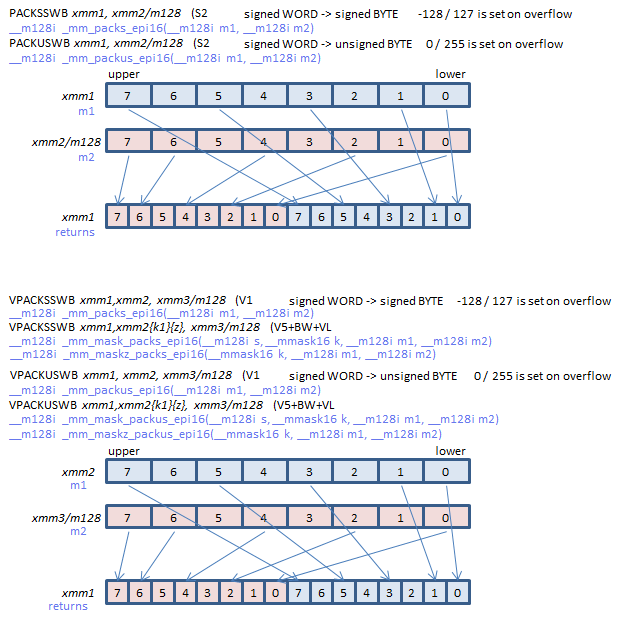 PACKSSWB xmm1, xmm2/m128 (S2 signed WORD -> signed BYTE -128 / 127 is set on overflow
__m128i _mm_packs_epi16(__m128i m1, __m128i m2)
PACKUSWB xmm1, xmm2/m128 (S2 signed WORD -> unsigned BYTE 0 / 255 is set on overflow
__m128i _mm_packus_epi16(__m128i m1, __m128i m2)
upper lower
xmm1 7 6 5 4 3 2 1 0
m1
xmm2/m128 7 6 5 4 3 2 1 0
m2
xmm1 7 6 5 4 3 2 1 0 7 6 5 4 3 2 1 0
returns
VPACKSSWB xmm1,xmm2, xmm3/m128 (V1 signed WORD -> signed BYTE -128 / 127 is set on overflow
__m128i _mm_packs_epi16(__m128i m1, __m128i m2)
VPACKSSWB xmm1,xmm2{k1}{z}, xmm3/m128 (V5+BW+VL
__m128i _mm_mask_packs_epi16(__m128i s, __mmask16 k, __m128i m1, __m128i m2)
__m128i _mm_maskz_packs_epi16(__mmask16 k, __m128i m1, __m128i m2)
VPACKUSWB xmm1, xmm2, xmm3/m128 (V1 signed WORD -> unsigned BYTE 0 / 255 is set on overflow
__m128i _mm_packus_epi16(__m128i m1, __m128i m2)
VPACKUSWB xmm1,xmm2{k1}{z}, xmm3/m128 (V5+BW+VL
__m128i _mm_mask_packus_epi16(__m128i s, __mmask16 k, __m128i m1, __m128i m2)
__m128i _mm_maskz_packus_epi16(__mmask16 k, __m128i m1, __m128i m2)
upper lower
xmm2 7 6 5 4 3 2 1 0
m1
xmm3/m128 7 6 5 4 3 2 1 0
m2
xmm1 7 6 5 4 3 2 1 0 7 6 5 4 3 2 1 0
returns